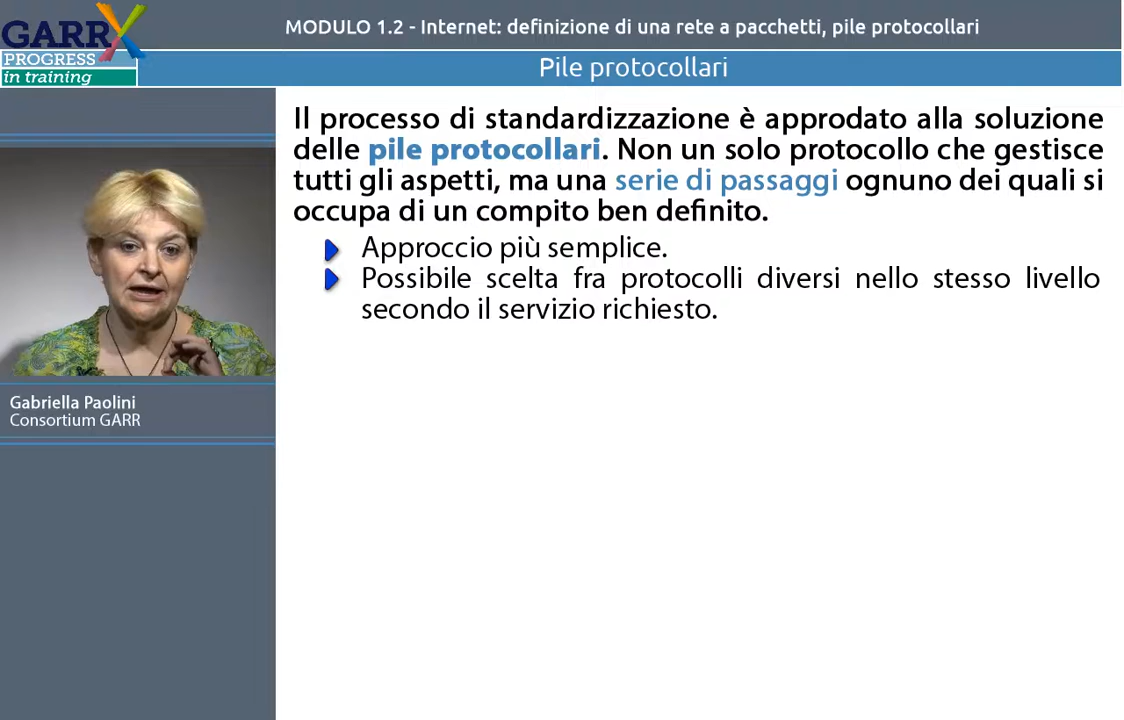 GARRX
PROGRESS
in training
MODULO 1.2 - Internet: definizione di una rete a pacchetti, pile protocollari
Pile protocollari
Il processo di standardizzazione è approdato alla soluzione
delle pile protocollari. Non un solo protocollo che gestisce
tutti gli aspetti, ma una serie di passaggi ognuno dei quali si
occupa di un compito ben definito.
Approccio più semplice.
Possibile scelta fra protocolli diversi nello stesso livello
secondo il servizio richiesto.
Gabriella Paolini
Consortium GARR